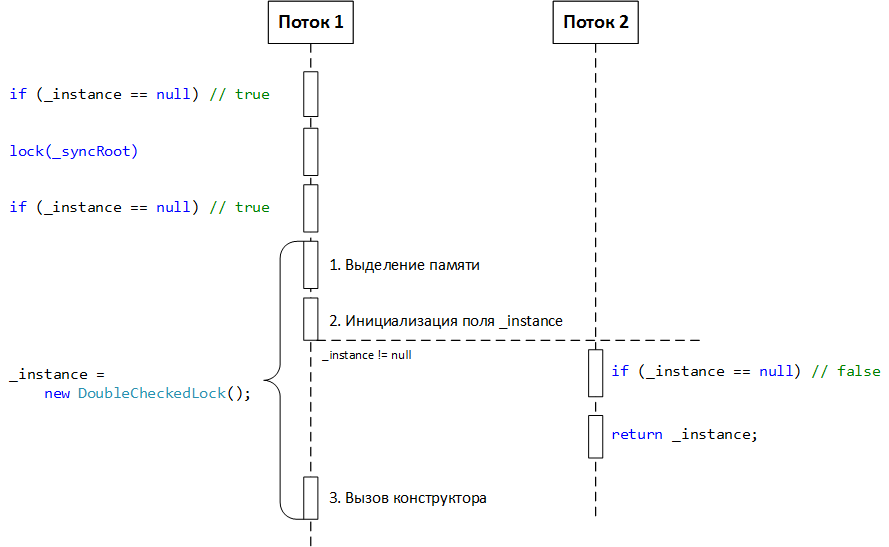 Поток 1
Поток 2
if (_instance == null) // true
lock(_syncRoot)
if (_instance == null) // true
1. Выделение памяти
2. Инициализация поля _instance
_instance != null
if (_instance == null) // false
_instance =
new DoubleCheckedLock();
return _instance;
3. Вызов конструктора